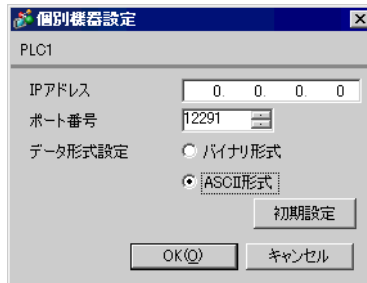 個別機器設定
PLC1
IPアドレス 0. 0. 0. 0
ポート番号 12291
データ形式設定 バイナリ形式
ASCII形式
初期設定
OK(O) キャンセル